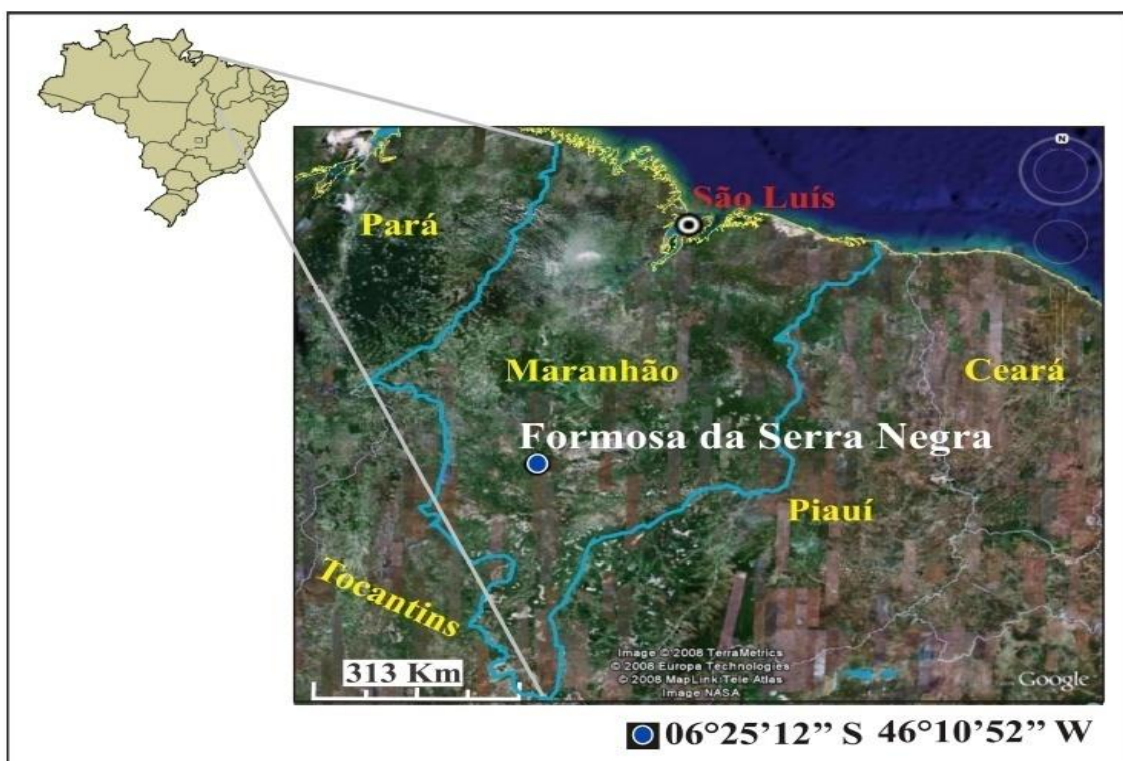 N
São Luís
Pará
Maranhão
Ceará
Formosa da Serra Negra
Piauí
Tocantins
Image © 2008 TerraMetrics
© 2008 Europa Technologies
© 2008 MapLink/Tele Atlas
Image NASA
313 Km
Google
06°25’12” S 46°10’52” W